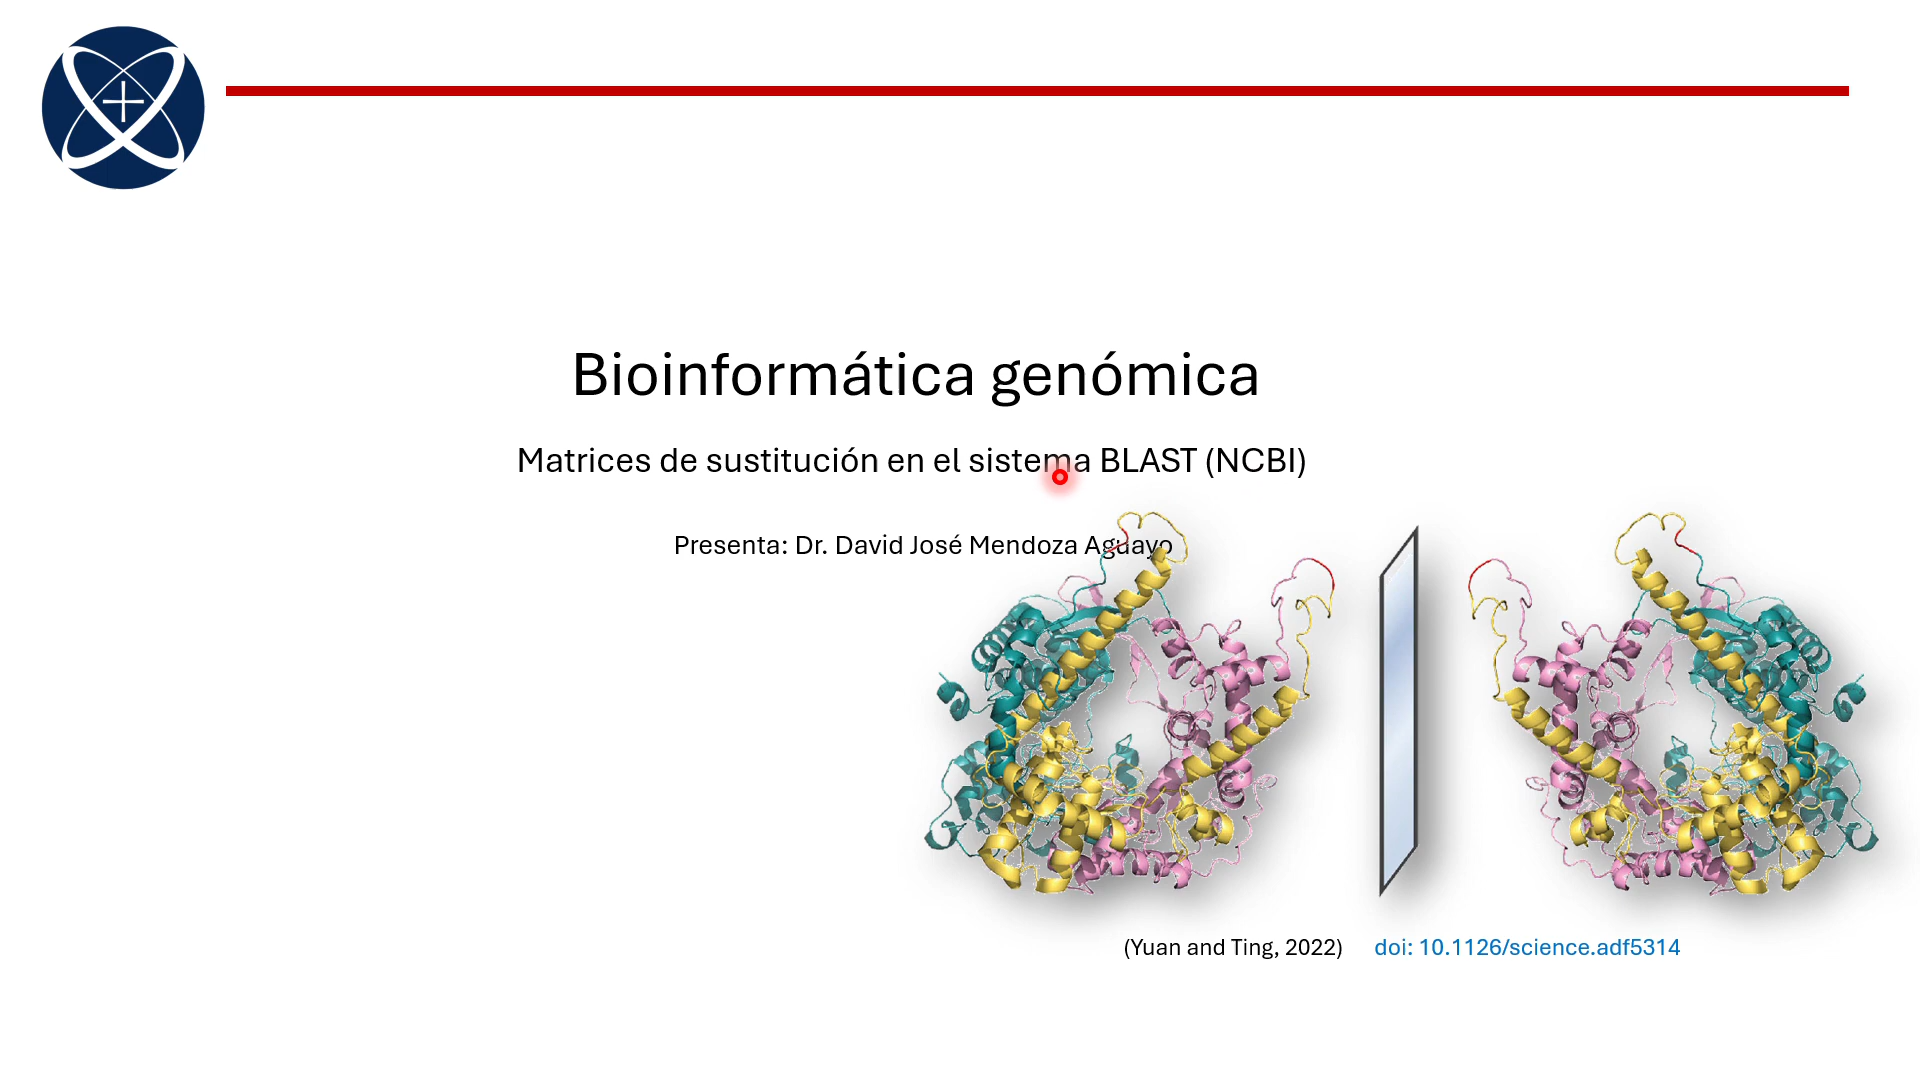 Bioinformática genómica
Matrices de sustitución en el sistema BLAST (NCBI)
Presenta: Dr. David José Mendoza Aguayo
(Yuan and Ting, 2022) doi: 10.1126/science.adf5314